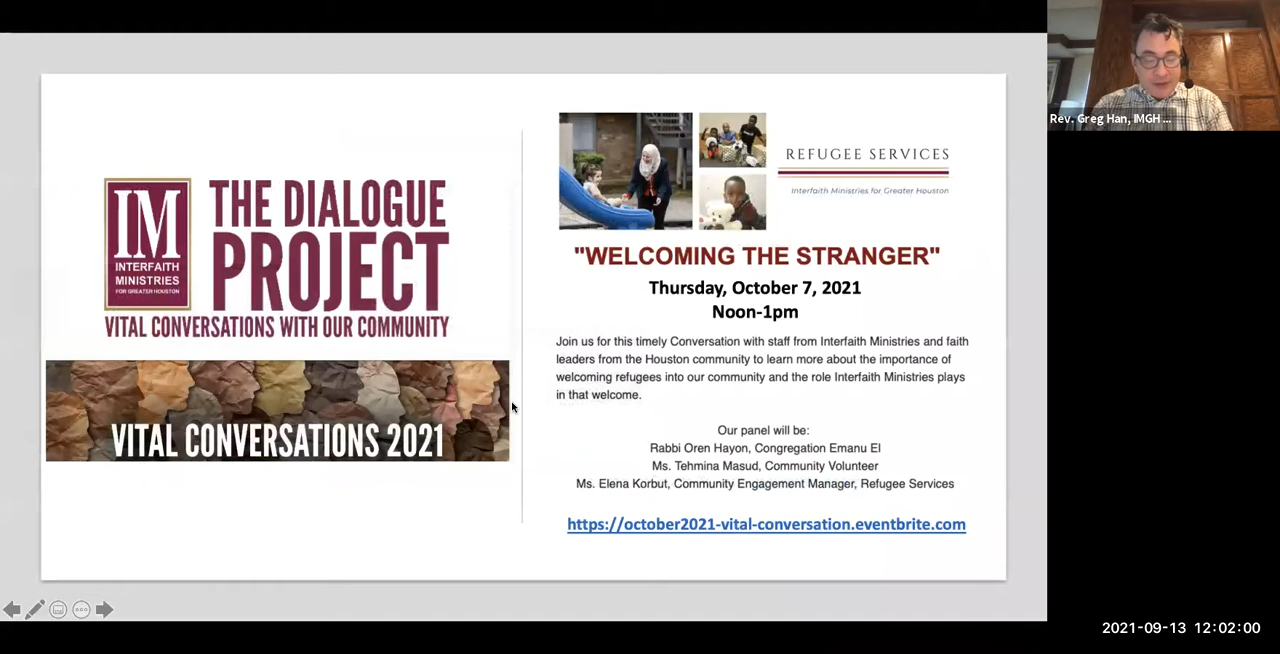 IM
INTERFAITH
MINISTRIES
FOR GREATER HOUSTON
THE DIALOGUE
PROJECT
VITAL CONVERSATIONS WITH OUR COMMUNITY
VITAL CONVERSATIONS 2021
REFUGEE SERVICES
Interfaith Ministries for Greater Houston
"WELCOMING THE STRANGER"
Thursday, October 7, 2021
Noon-1pm
Join us for this timely Conversation with staff from Interfaith Ministries and faith
leaders from the Houston community to learn more about the importance of
welcoming refugees into our community and the role Interfaith Ministries plays
in that welcome.
Our panel will be:
Rabbi Oren Hayon, Congregation Emanu El
Ms. Tehmina Masud, Community Volunteer
Ms. Elena Korbut, Community Engagement Manager, Refugee Services
https://october2021-vital-conversation.eventbrite.com
Rev. Greg Han, IMGH ...
2021-09-13 12:02:00